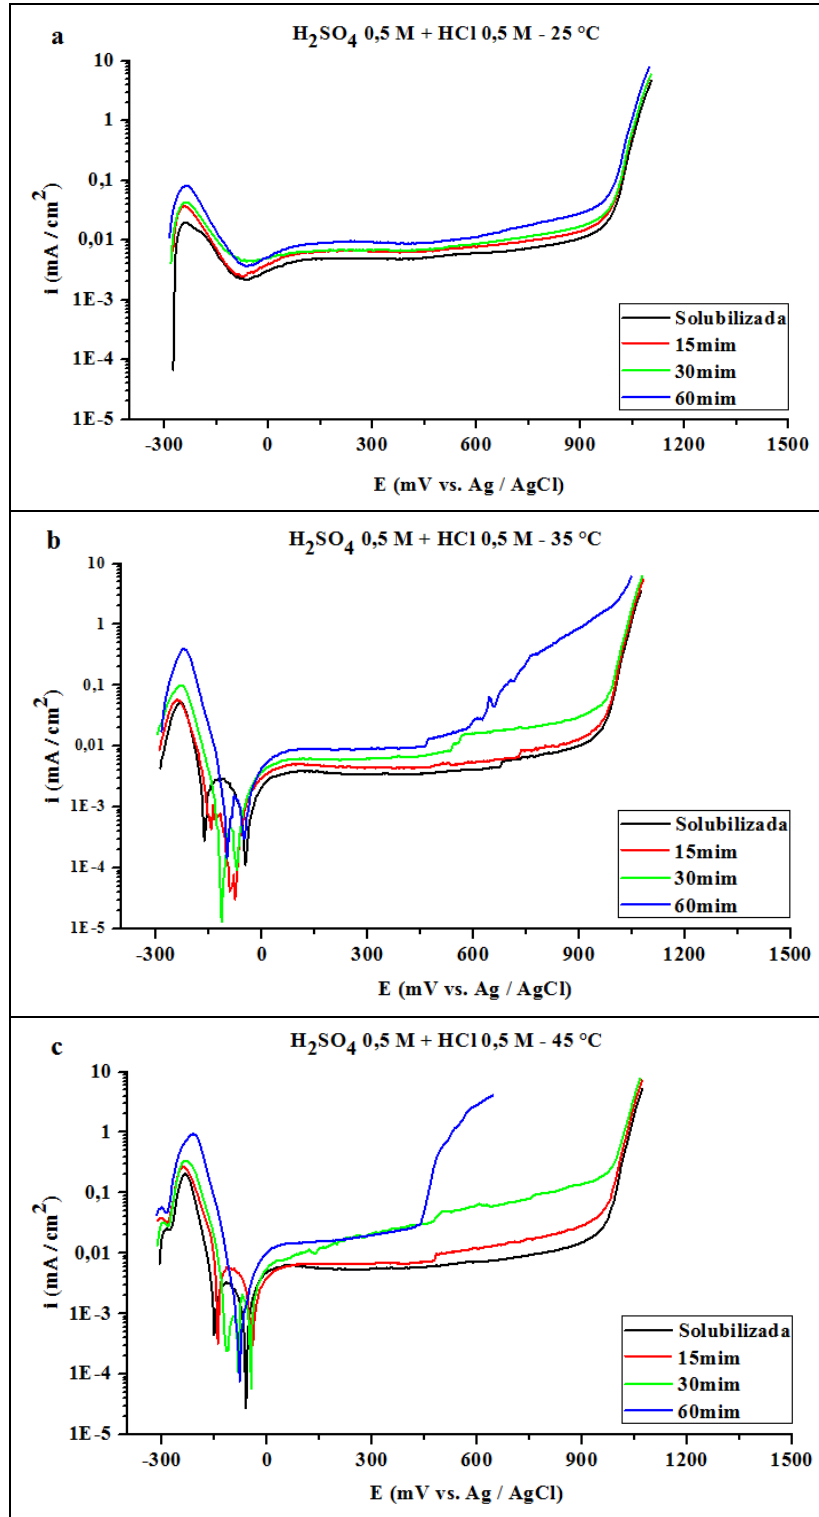 a
H2SO4 0,5 M + HCl 0,5 M - 25 °C
10
1
0,1
0,01
1E-3
1E-4
1E-5
i (mA / cm2)
Solubilizada
15mim
30mim
60mim
-300 0 300 600 900 1200 1500
E (mV vs. Ag / AgCl)
b
H2SO4 0,5 M + HCl 0,5 M - 35 °C
10
1
0,1
0,01
1E-3
1E-4
1E-5
i (mA / cm2)
Solubilizada
15mim
30mim
60mim
-300 0 300 600 900 1200 1500
E (mV vs. Ag / AgCl)
c
H2SO4 0,5 M + HCl 0,5 M - 45 °C
10
1
0,1
0,01
1E-3
1E-4
1E-5
i (mA / cm2)
Solubilizada
15mim
30mim
60mim
-300 0 300 600 900 1200 1500
E (mV vs. Ag / AgCl)